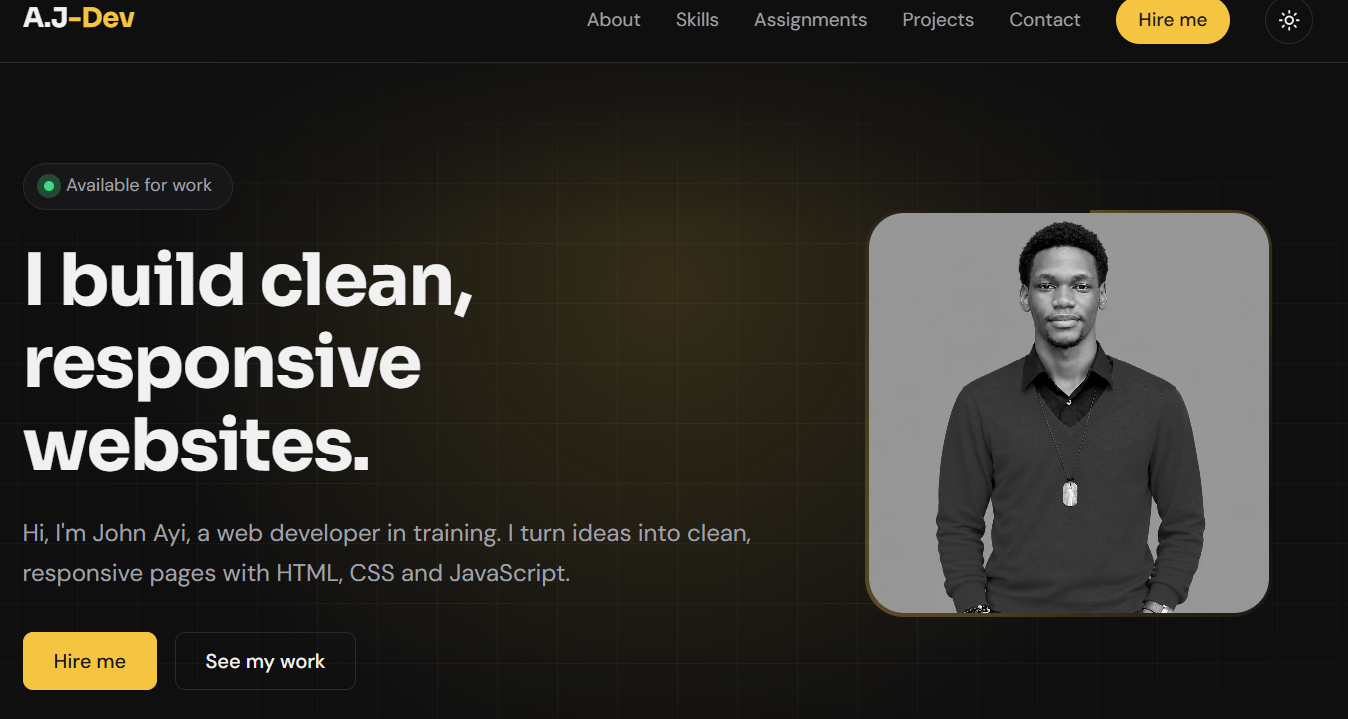 A.J-Dev
About Skills Assignments Projects Contact Hire me
Available for work
I build clean,
responsive
websites.
Hi, I'm John Ayi, a web developer in training. I turn ideas into clean,
responsive pages with HTML, CSS and JavaScript.
Hire me See my work